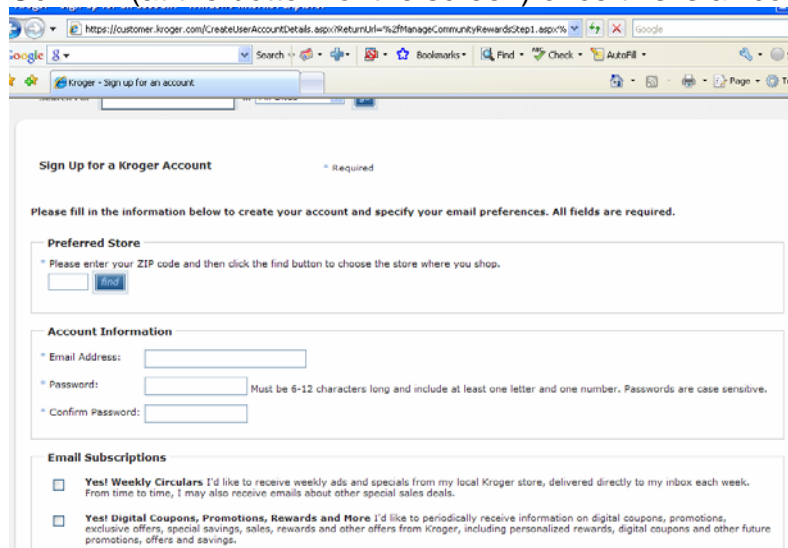 https://customer.kroger.com/CreateUserAccountDetails.aspx?ReturnUrl=%2fManageCommunityRewardsStep1.aspx%
Google
Google
Search
Bookmarks
Find
Check
AutoFill
Kroger - Sign up for an account
Page
Sign Up for a Kroger Account
* Required
Please fill in the information below to create your account and specify your email preferences. All fields are required.
Preferred Store
* Please enter your ZIP code and then click the find button to choose the store where you shop.
find
Account Information
* Email Address:
* Password:
Must be 6-12 characters long and include at least one letter and one number. Passwords are case sensitive.
* Confirm Password:
Email Subscriptions
Yes! Weekly Circulars I'd like to receive weekly ads and specials from my local Kroger store, delivered directly to my inbox each week.
From time to time, I may also receive emails about other special sales deals.
Yes! Digital Coupons, Promotions, Rewards and More I'd like to periodically receive information on digital coupons, promotions,
exclusive offers, special savings, sales, rewards and other offers from Kroger, including personalized rewards, digital coupons and other future
promotions, offers and savings.